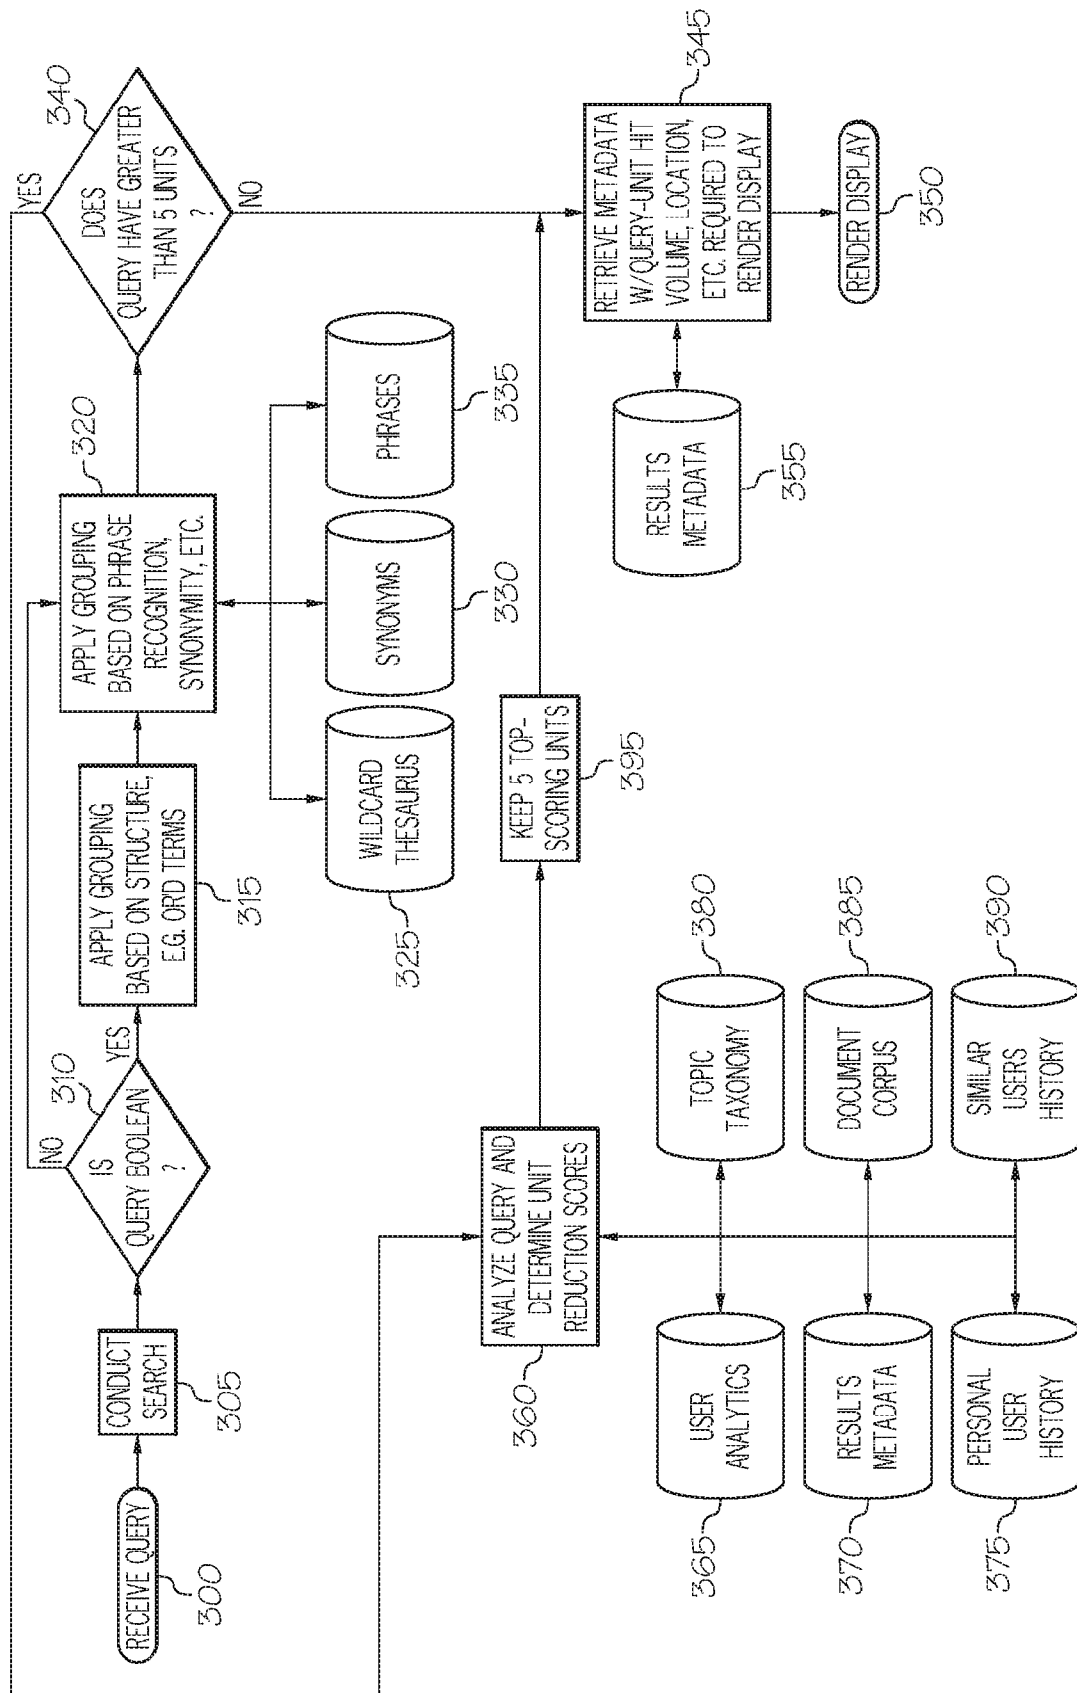 RECEIVE QUERY
300
CONDUCT
SEARCH
305
IS
QUERY BOOLEAN
?
310
NO
YES
APPLY GROUPING
BASED ON STRUCTURE,
E.G. OR'D TERMS
315
APPLY GROUPING
BASED ON PHRASE
RECOGNITION,
SYNONYMITY, ETC.
320
DOES
QUERY HAVE GREATER
THAN 5 UNITS
?
340
YES
NO
WILDCARD
THESAURUS
325
SYNONYMS
330
PHRASES
335
ANALYZE QUERY AND
DETERMINE UNIT
REDUCTION SCORES
360
KEEP 5 TOP-
SCORING UNITS
395
RETRIEVE METADATA
W/QUERY-UNIT HIT
VOLUME, LOCATION,
ETC. REQUIRED TO
RENDER DISPLAY
345
RESULTS
METADATA
355
RENDER DISPLAY
350
USER
ANALYTICS
365
TOPIC
TAXONOMY
380
RESULTS
METADATA
370
DOCUMENT
CORPUS
385
PERSONAL
USER
HISTORY
375
SIMILAR
USERS
HISTORY
390